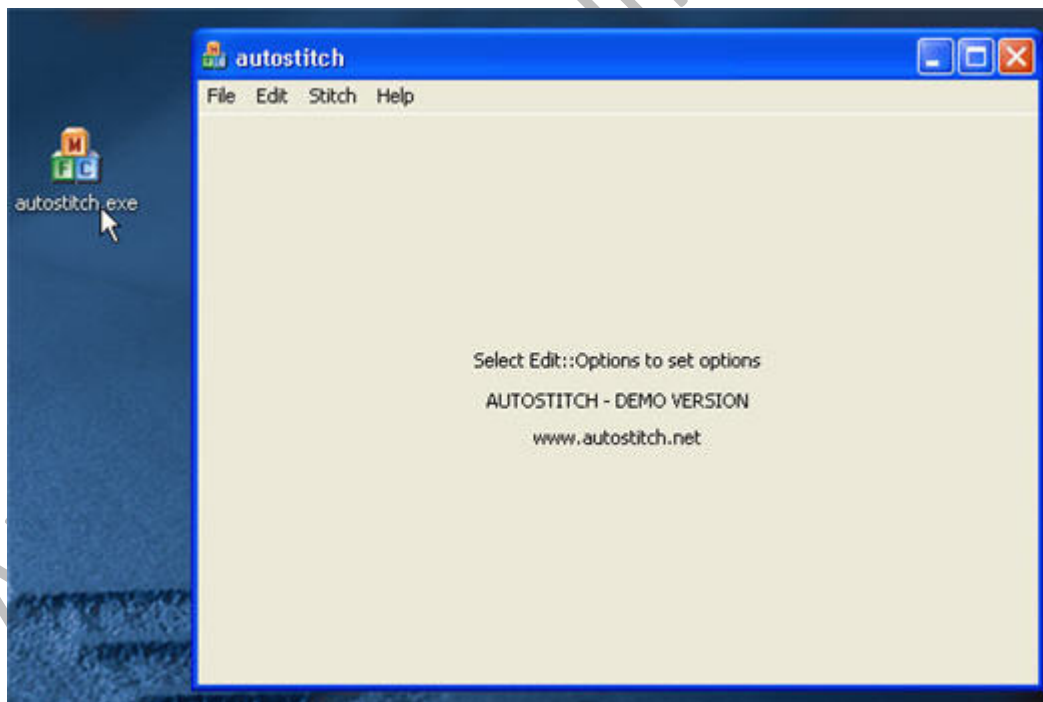 autostitch
File Edit Stitch Help
M
F C
autostitch.exe
Select Edit::Options to set options
AUTOSTITCH - DEMO VERSION
www.autostitch.net